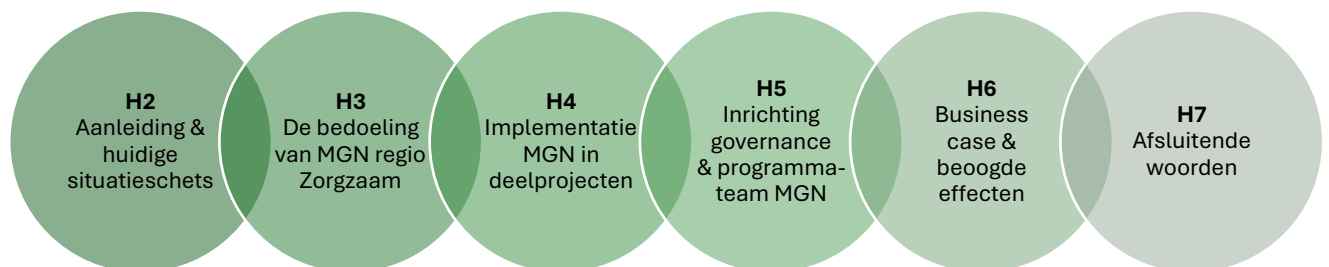 H2
Aanleiding &
huidige
situatieschets
H3
De bedoeling
van MGN regio
Zorgzaam
H4
Implementatie
MGN in
deelprojecten
H5
Inrichting
governance
& programma-
team MGN
H6
Business
case &
beoogde
effecten
H7
Afsluitende
woorden